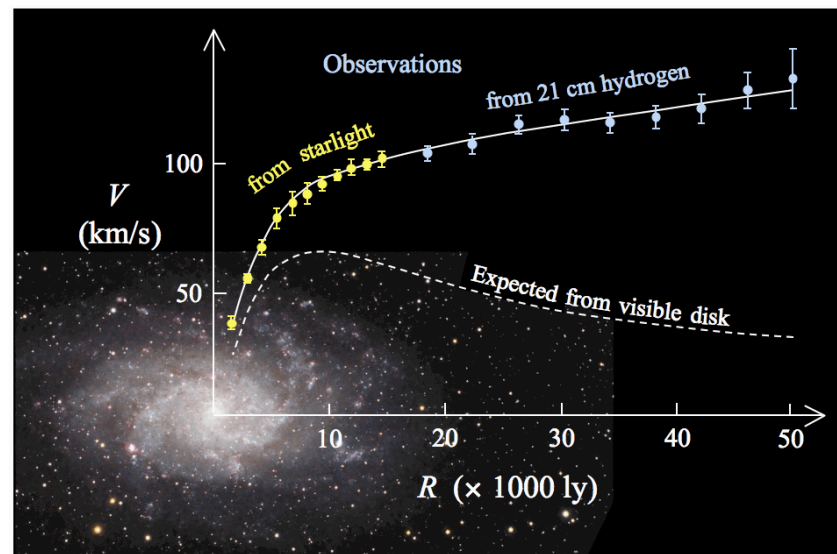 Observations
from 21 cm hydrogen
from starlight
100
V
(km/s)
50
Expected from visible disk
10
20
30
40
50
R (× 1000 ly)